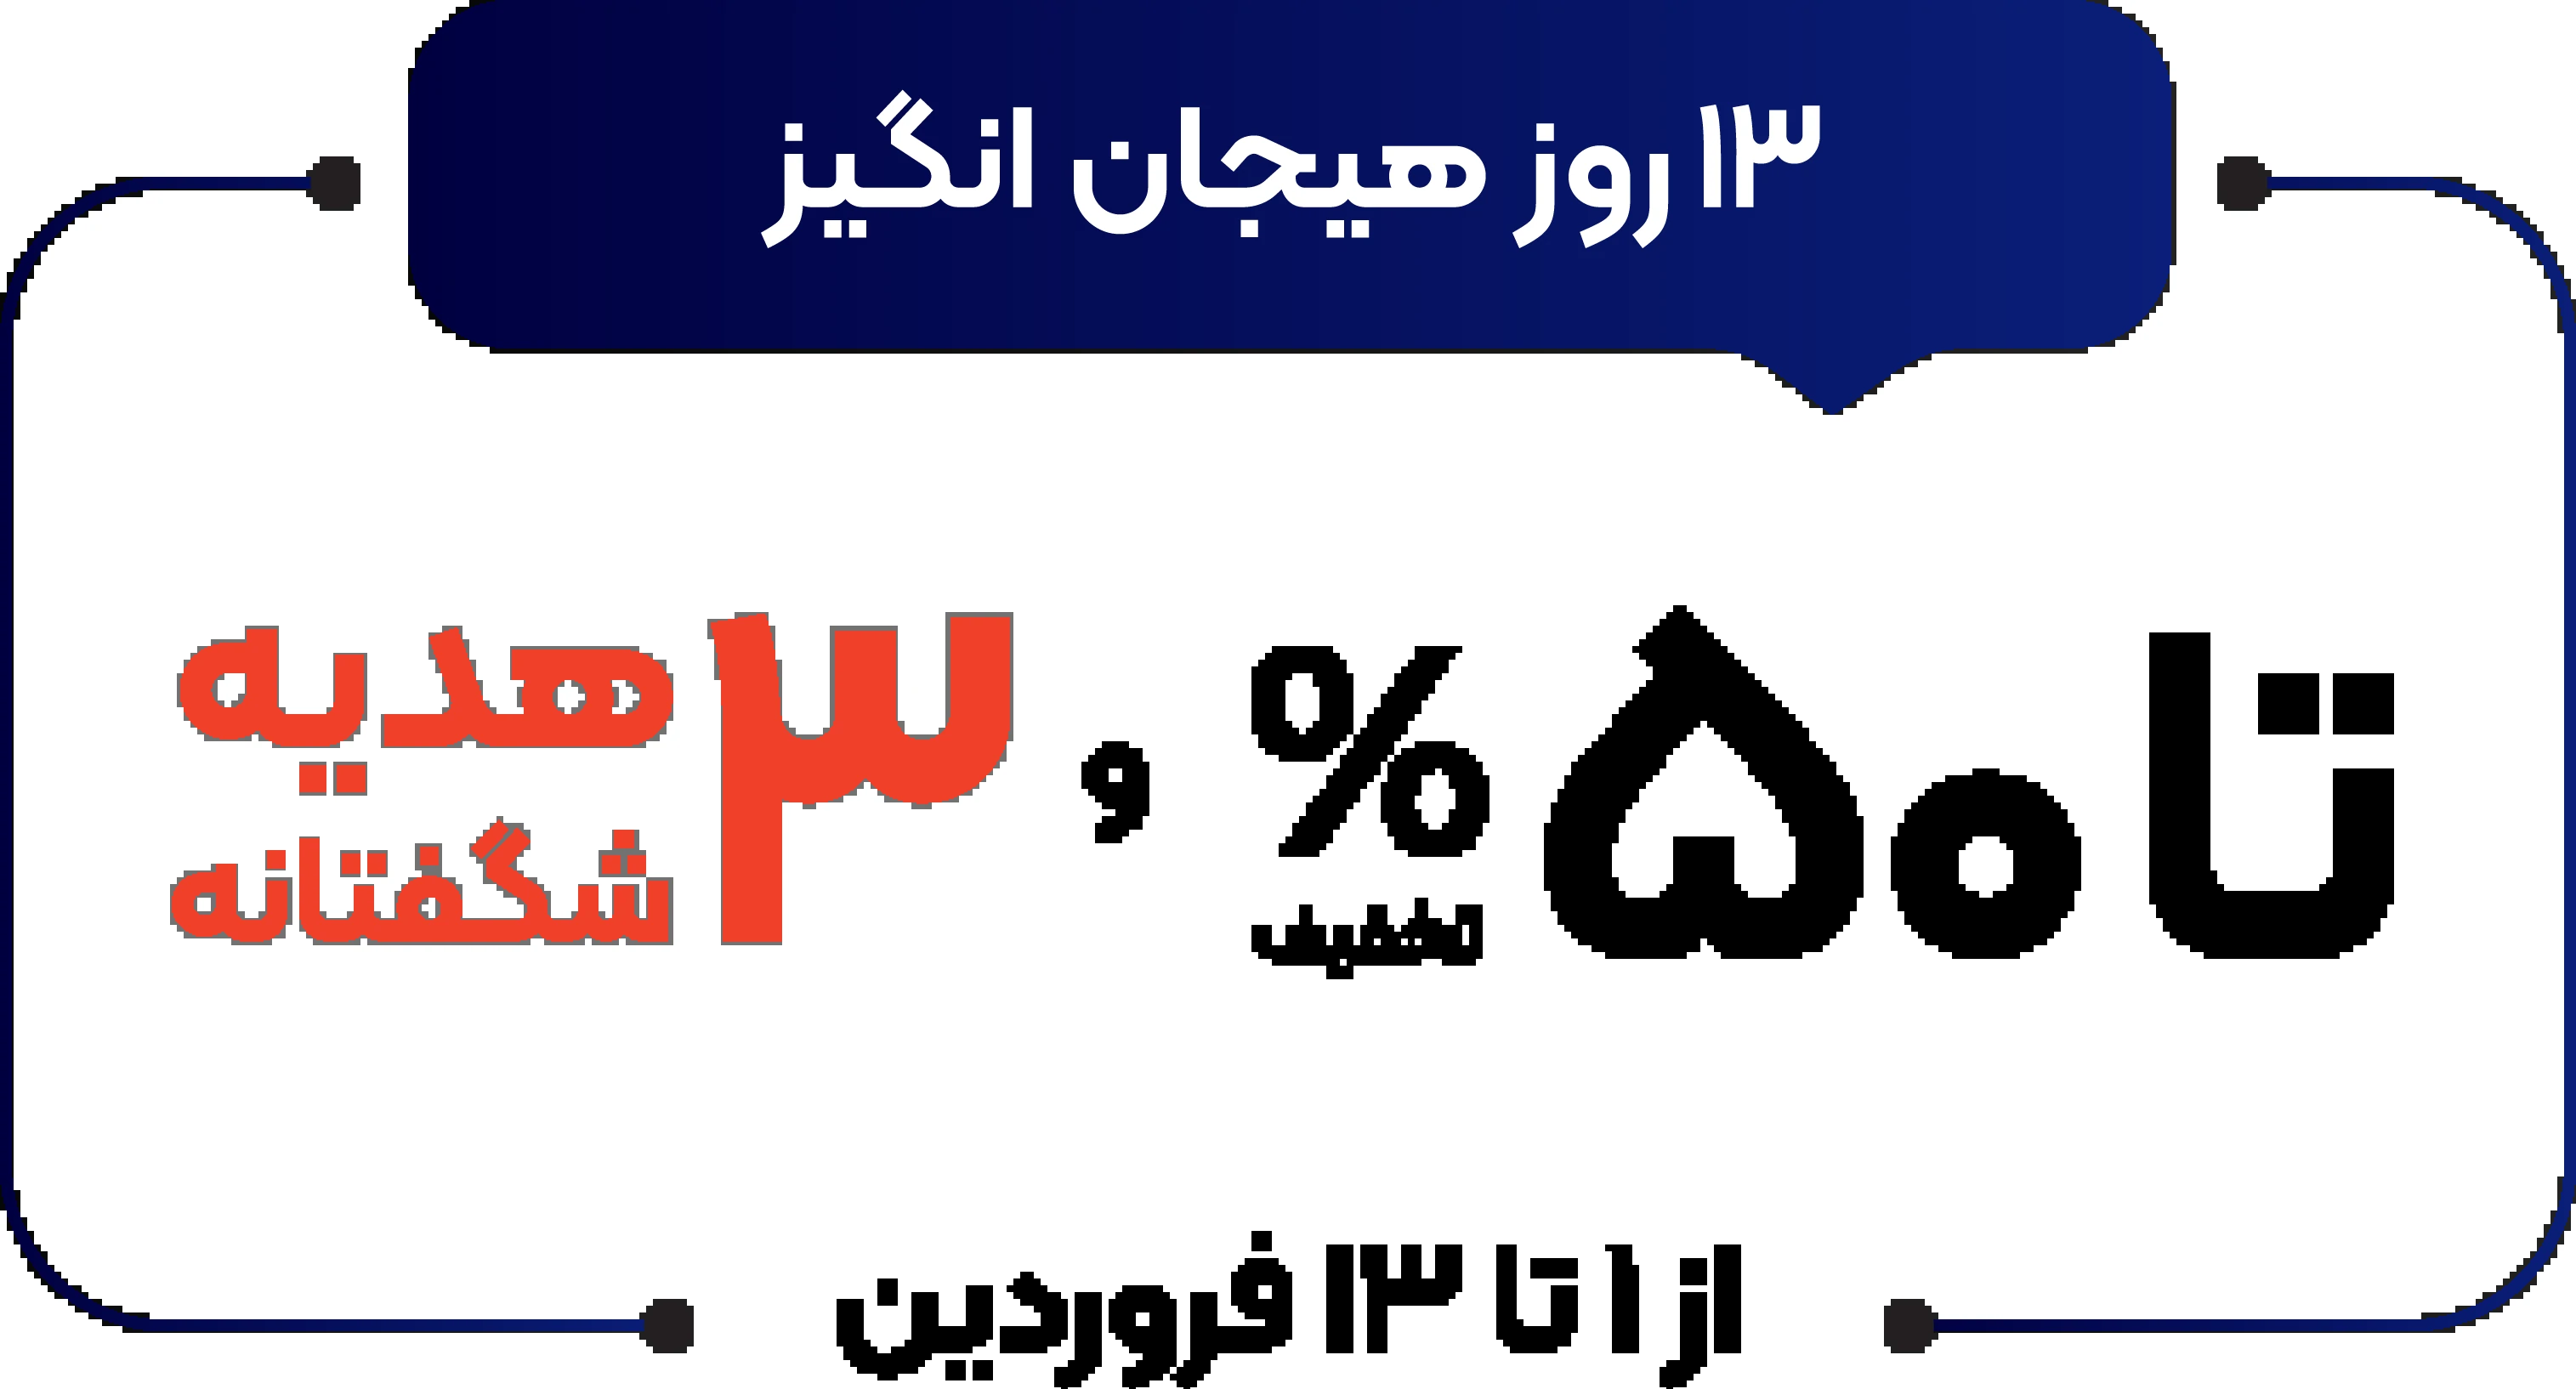 ۱۳ روز هیجان انگیز
تا ۵۰% تخفیف و ۳ هدیه شگفتانه
از ۱ تا ۱۳ فروردین